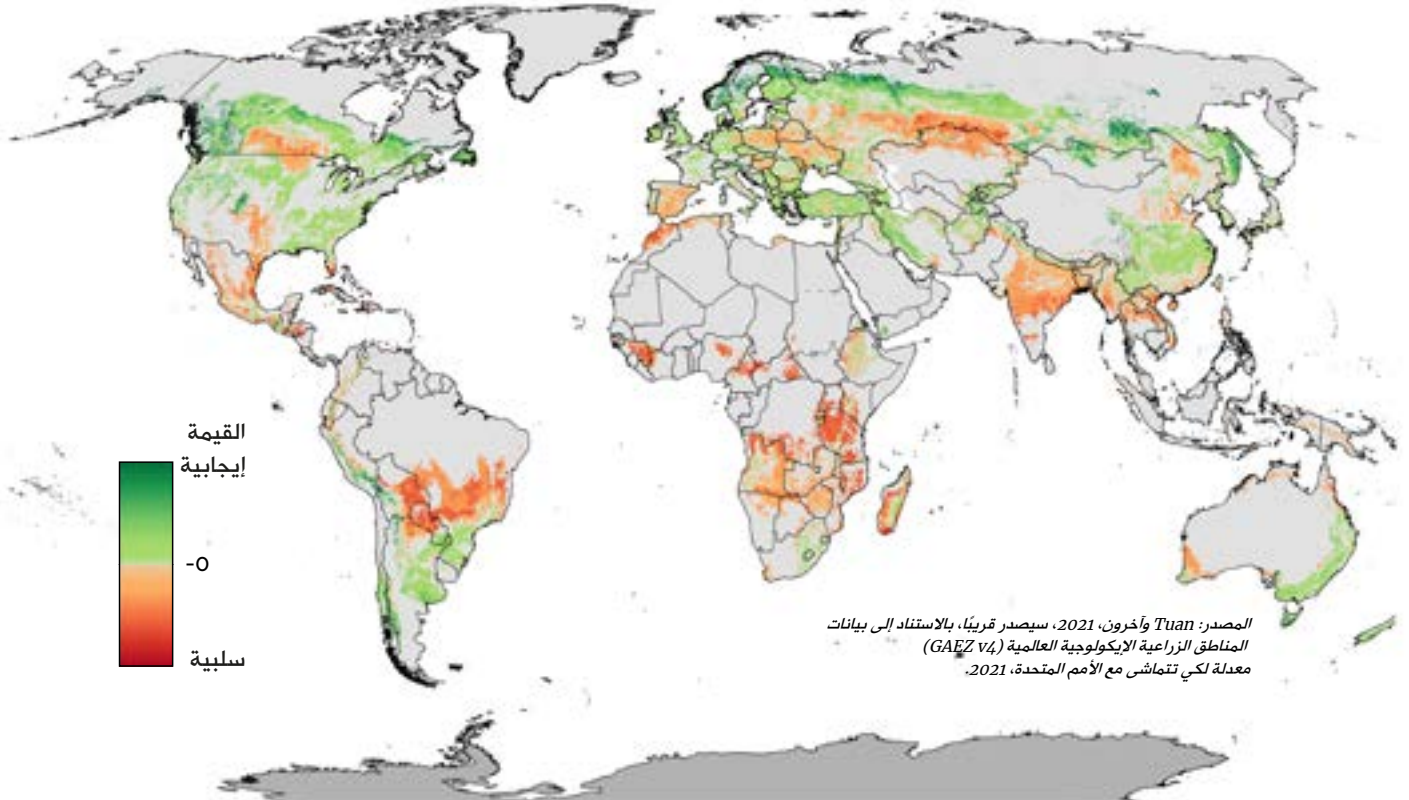 القيمة
إيجابية
-0
سلبية
المصدر: Tuan وآخرون، 2021، سيصدر قريبًا، بالاستناد إلى بيانات
المناطق الزراعية الإيكولوجية العالمية (GAEZ v4)
معدلة لكي تتماشى مع الأمم المتحدة، 2021.